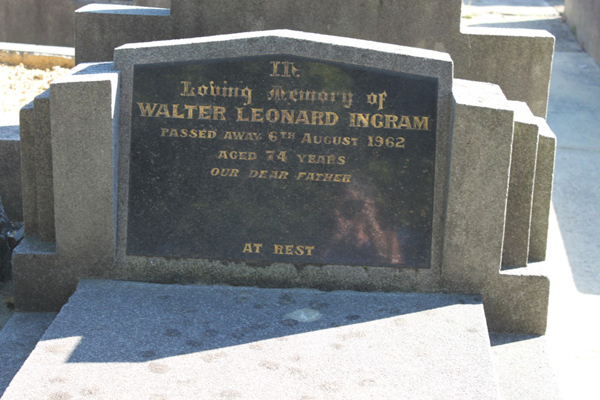 In
Loving Memory of
WALTER LEONARD INGRAM
PASSED AWAY 6TH AUGUST 1962
AGED 74 YEARS
OUR DEAR FATHER
AT REST